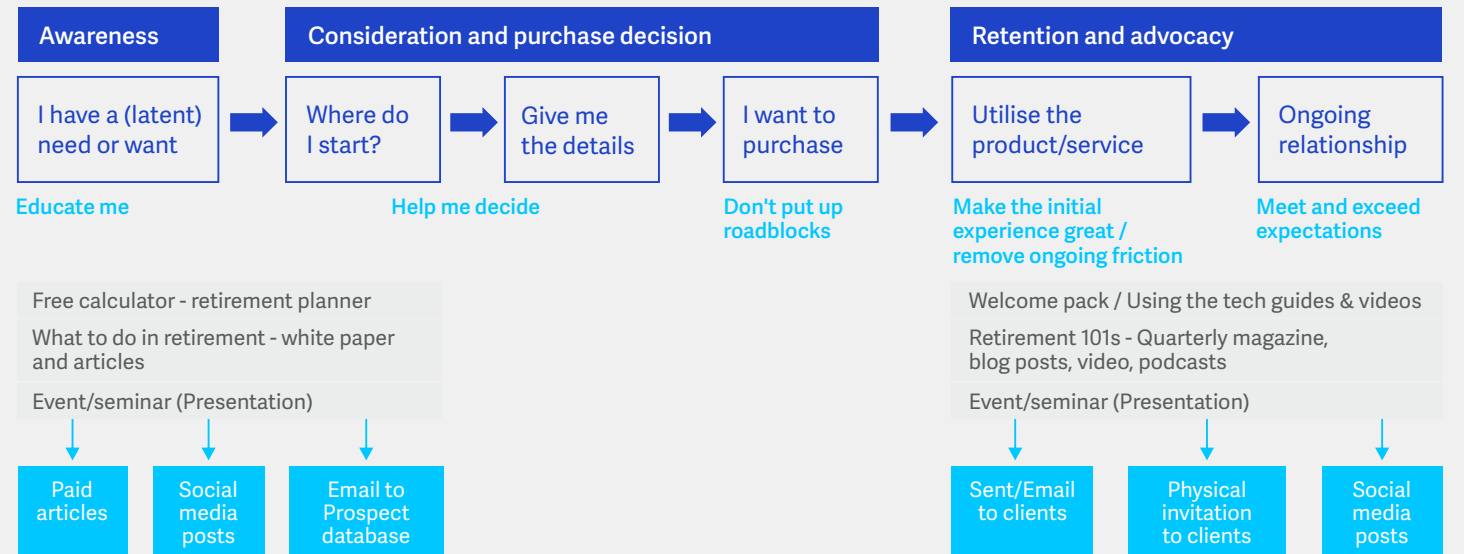 Awareness
Consideration and purchase decision
Retention and advocacy
I have a (latent)
need or want
Where do
I start?
Give me
the details
I want to
purchase
Utilise the
product/service
Ongoing
relationship
Educate me
Help me decide
Don't put up
roadblocks
Make the initial
experience great /
remove ongoing friction
Meet and exceed
expectations
Free calculator - retirement planner
What to do in retirement - white paper
and articles
Event/seminar (Presentation)
Welcome pack / Using the tech guides & videos
Retirement 101s - Quarterly magazine,
blog posts, video, podcasts
Event/seminar (Presentation)
Paid
articles
Social
media
posts
Email to
Prospect
database
Sent/Email
to clients
Physical
invitation
to clients
Social
media
posts